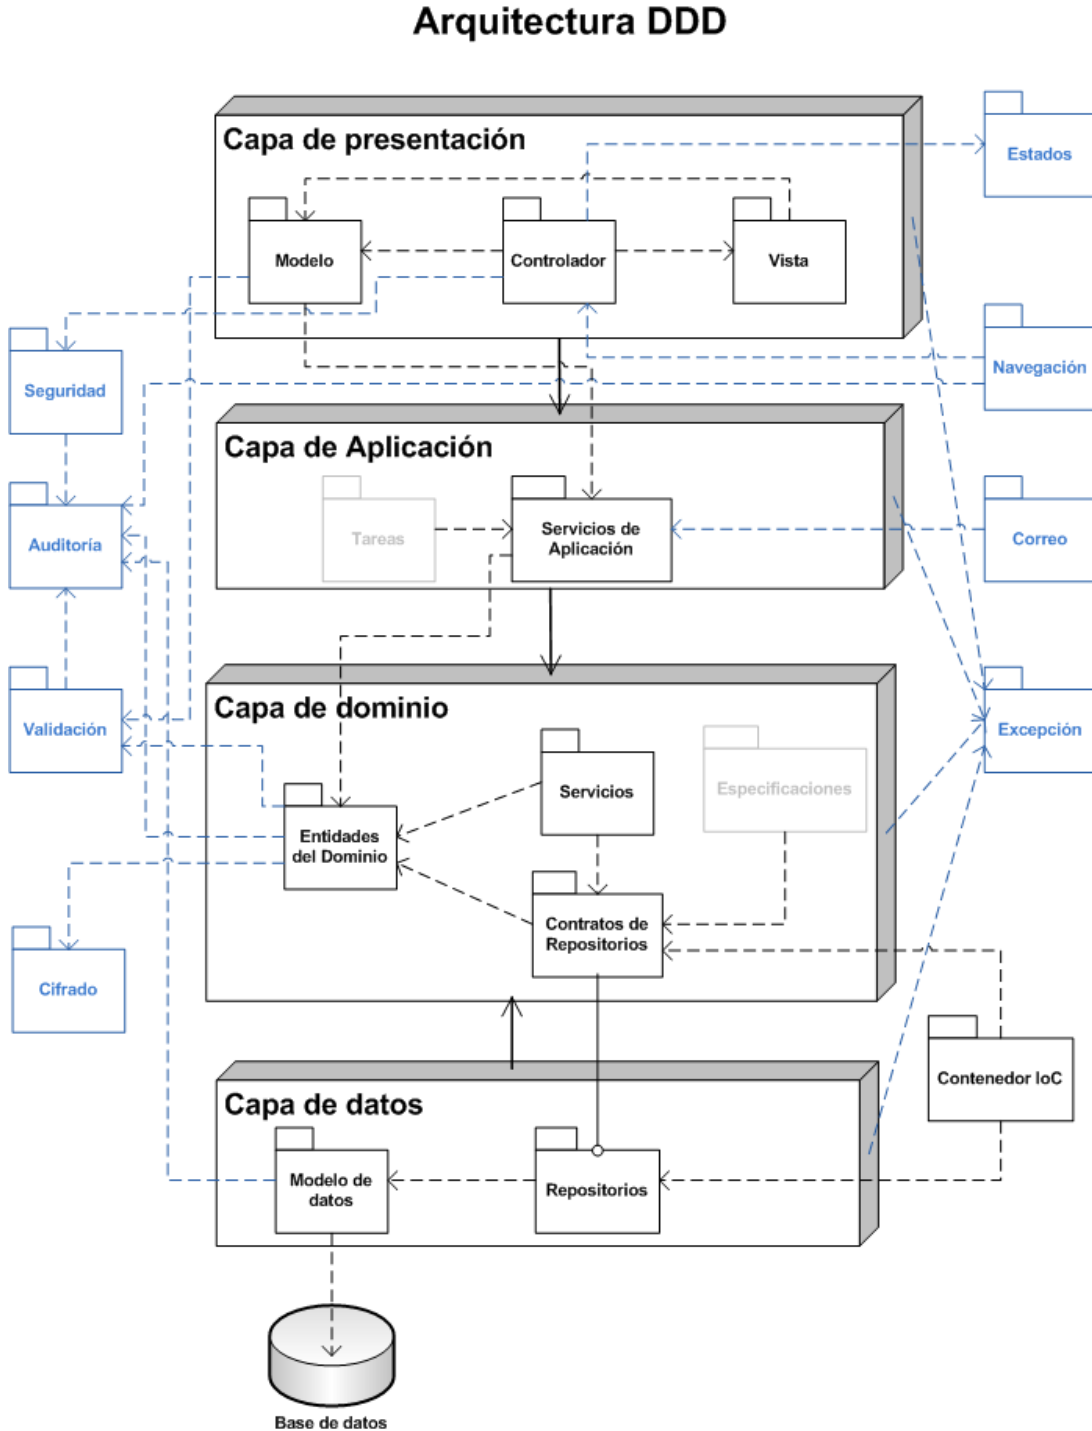 Arquitectura DDD
Capa de presentación
Estados
Modelo
Controlador
Vista
Seguridad
Navegación
Capa de Aplicación
Tareas
Servicios de
Aplicación
Auditoría
Correo
Capa de dominio
Validación
Servicios
Especificaciones
Excepción
Entidades
del Dominio
Contratos de
Repositorios
Cifrado
Contenedor IoC
Capa de datos
Modelo de
datos
Repositorios
Base de datos